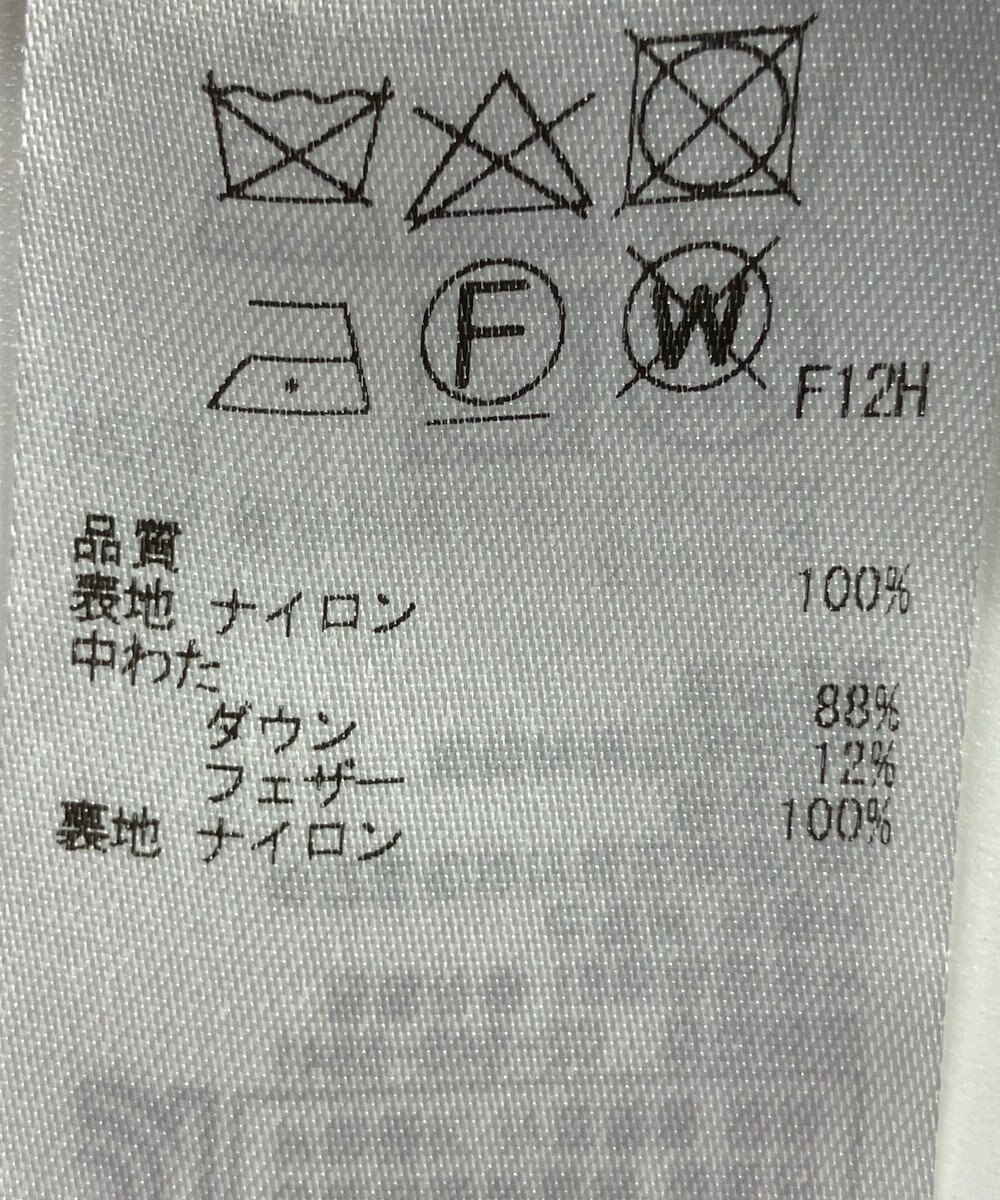 F W F12H
品質
表地 ナイロン 100%
中わた
ダウン 88%
フェザー 12%
裏地 ナイロン 100%